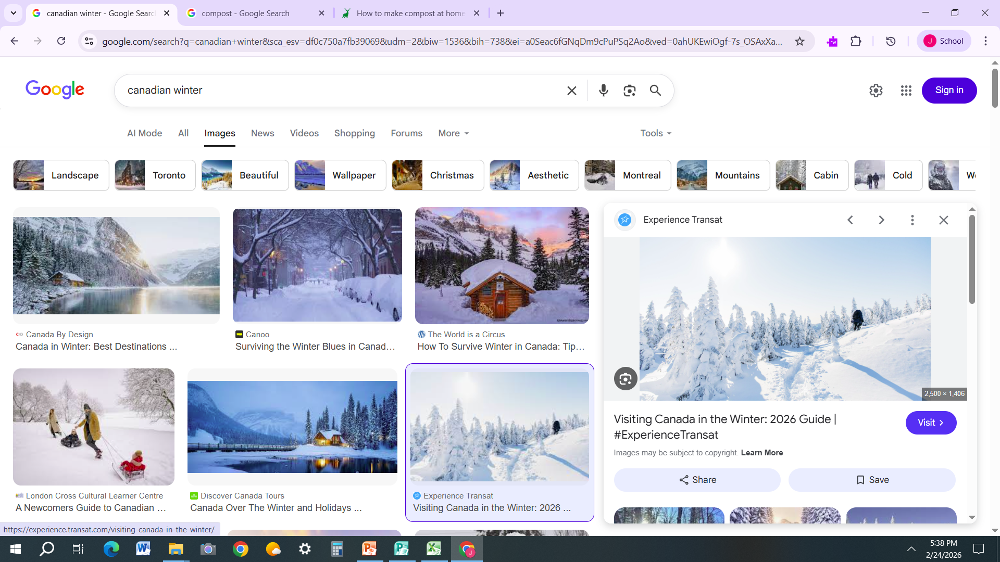 canadian winter - Google Searc
compost - Google Search
How to make compost at home
google.com/search?q=canadian+winter&sca_esv=df0c750a7fb39069&udm=2&biw=1536&bih=738&ei=a0Seac6fGNqDm9cPuPSq2Ao&ved=0ahUKEwiOgf-7s_OSAxXa...
J School
Google
canadian winter
Sign in
AI Mode All Images News Videos Shopping Forums More Tools
Landscape Toronto Beautiful Wallpaper Christmas Aesthetic Montreal Mountains Cabin Cold
Experience Transat
Canada By Design
Canada in Winter: Best Destinations ...
Canoo
Surviving the Winter Blues in Canad...
The World is a Circus
How To Survive Winter in Canada: Tip...
2,500 × 1,406
Visiting Canada in the Winter: 2026 Guide |
#ExperienceTransat
Visit
Images may be subject to copyright. Learn More
Share
Save
London Cross Cultural Learner Centre
A Newcomers Guide to Canadian ...
Discover Canada Tours
Canada Over The Winter and Holidays ...
Experience Transat
Visiting Canada in the Winter: 2026 ...
https://experience.transat.com/visiting-canada-in-the-winter/
5:38 PM
2/24/2026